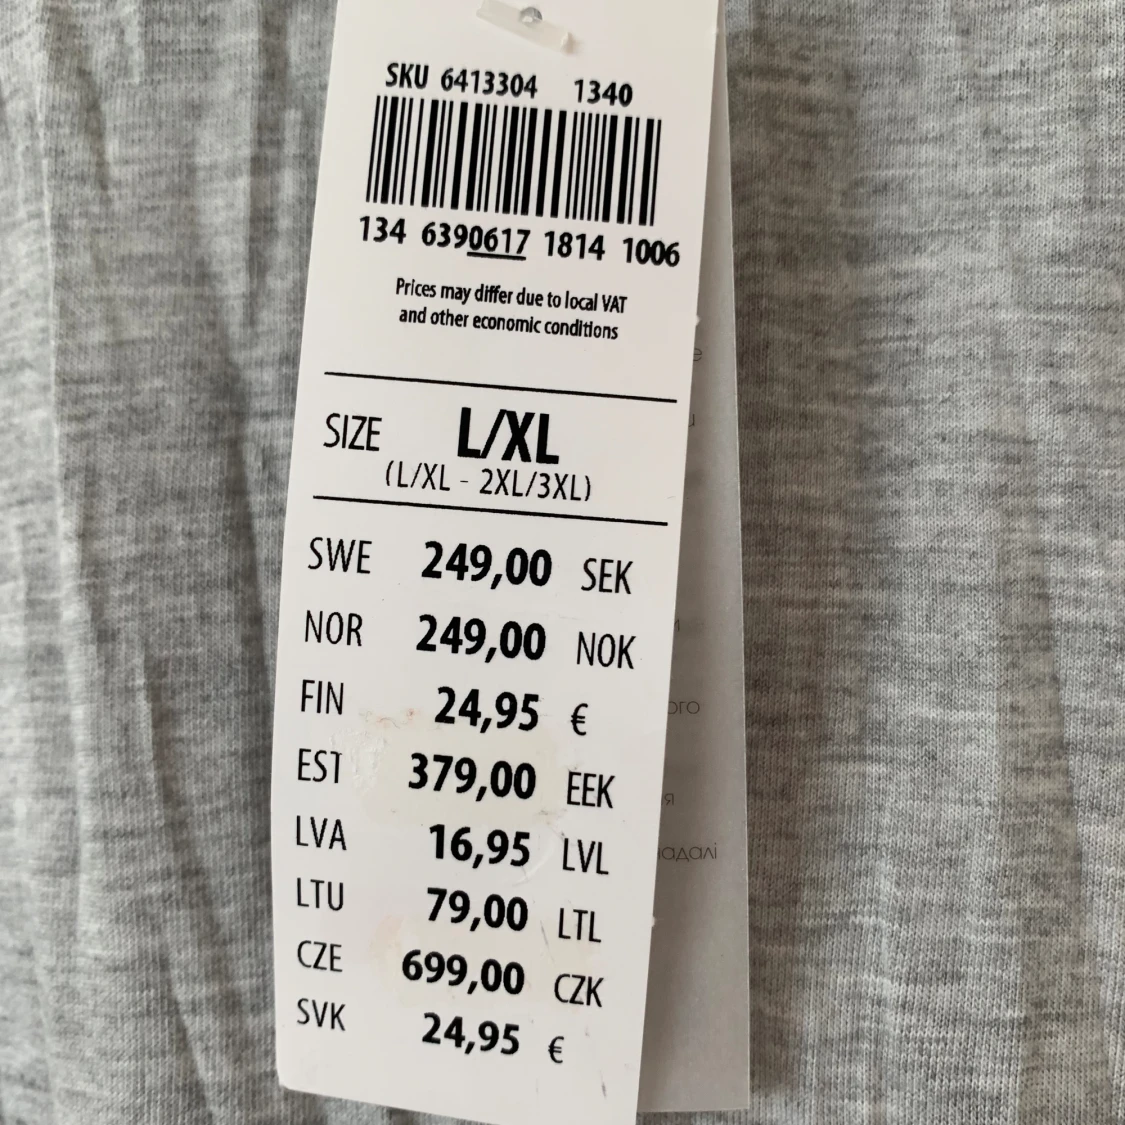 SKU 6413304 1340
134 6390617 1814 1006
Prices may differ due to local VAT
and other economic conditions
SIZE L/XL
(L/XL - 2XL/3XL)
SWE 249,00 SEK
NOR 249,00 NOK
FIN 24,95 €
EST 379,00 EEK
LVA 16,95 LVL
LTU 79,00 LTL
CZE 699,00 CZK
SVK 24,95 €